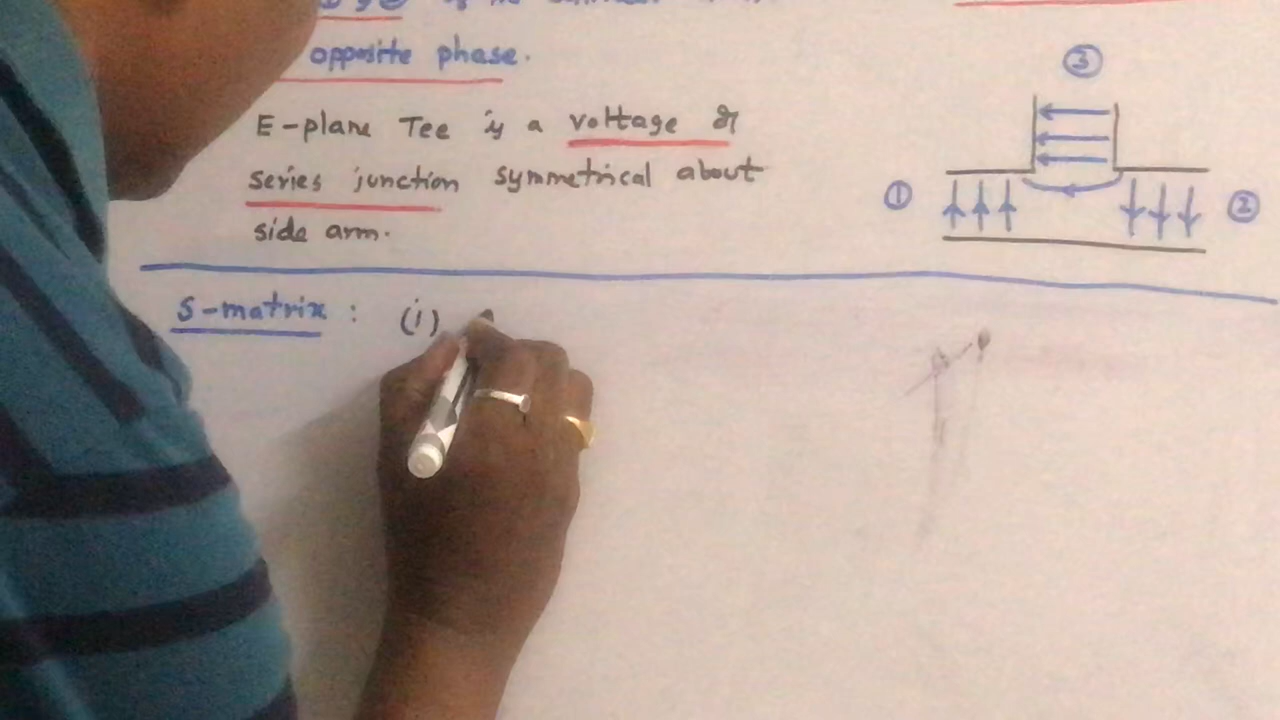 opposite phase.
E-plane Tee is a voltage or
series junction symmetrical about
side arm.
③
①
②
S-matrix : (i)